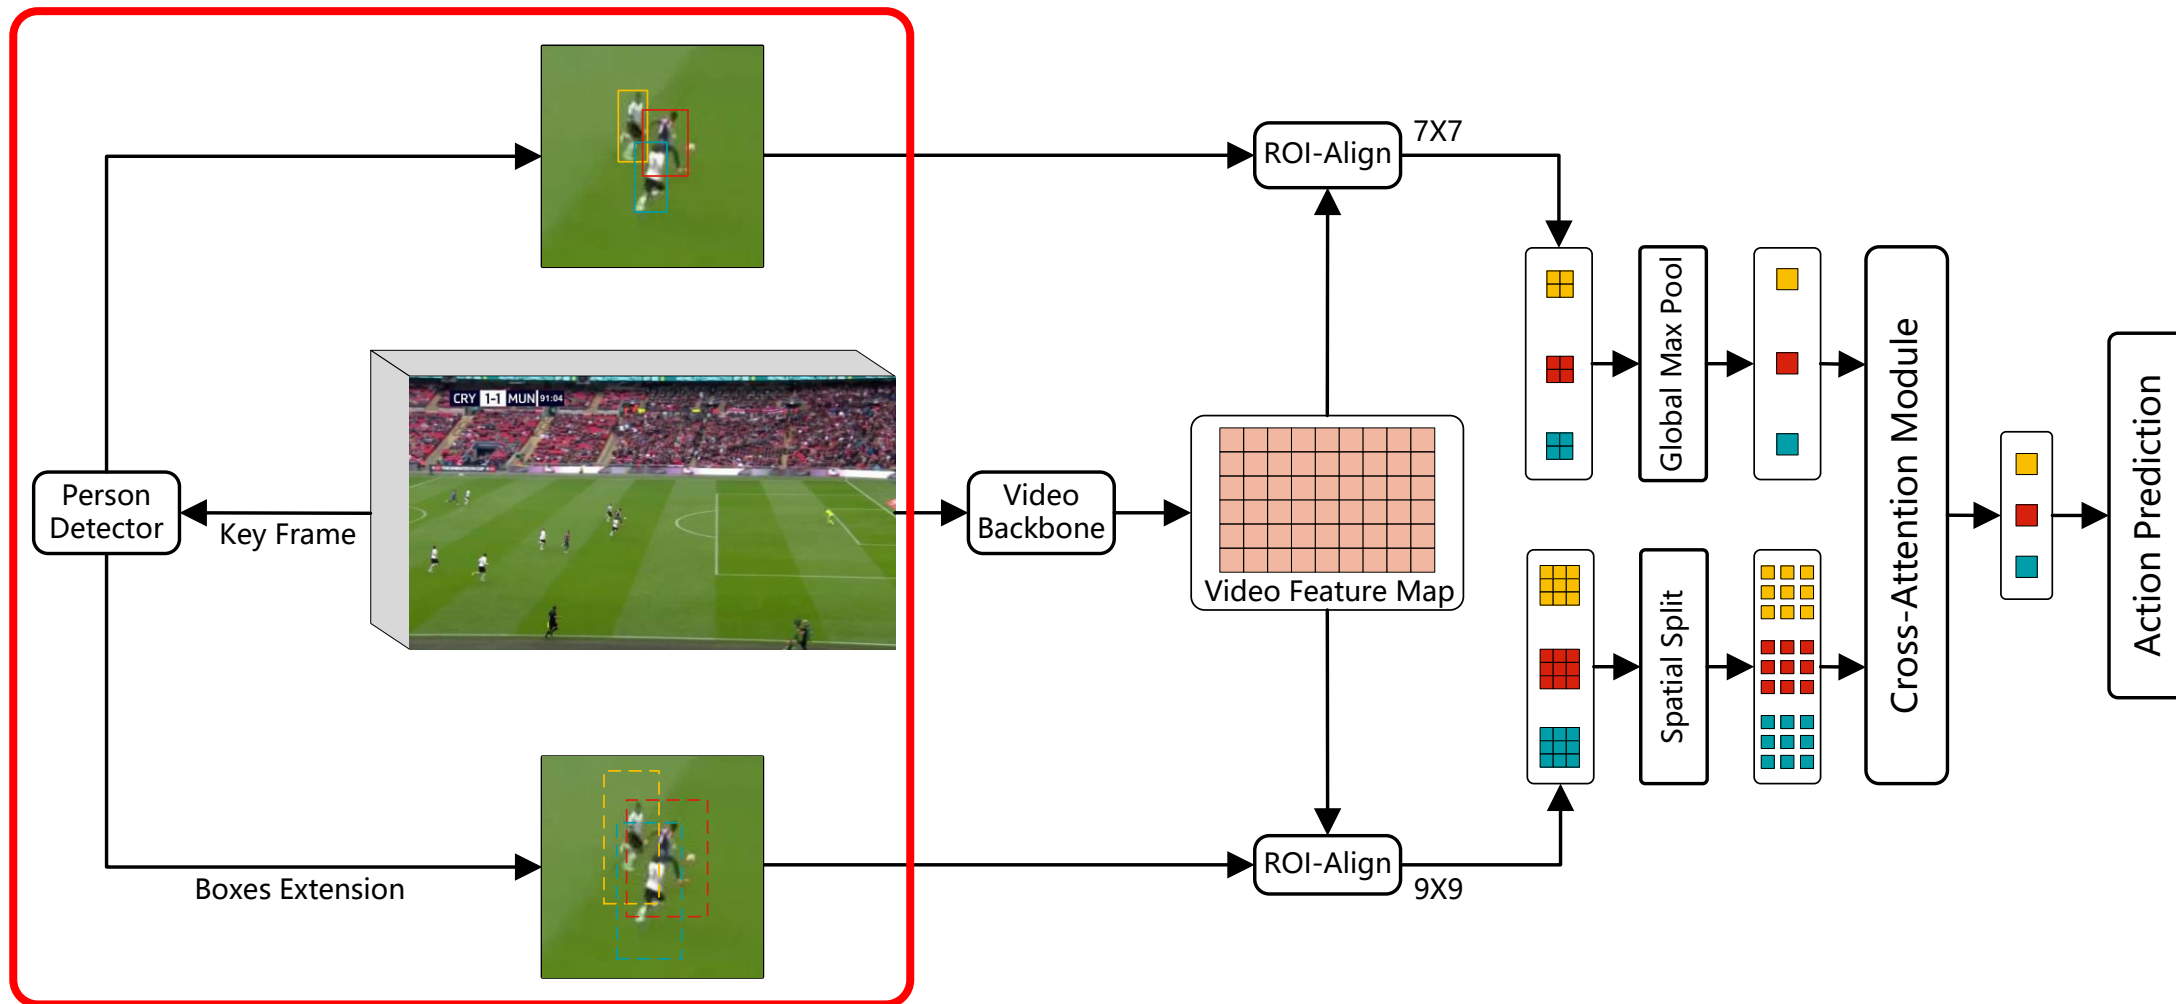 ROI-Align
7X7
CRY 1-1 MUN 91:04
Person
Detector
Key Frame
Video
Backbone
Video Feature Map
Global Max Pool
Spatial Split
Cross-Attention Module
Action Prediction
Boxes Extension
ROI-Align
9X9